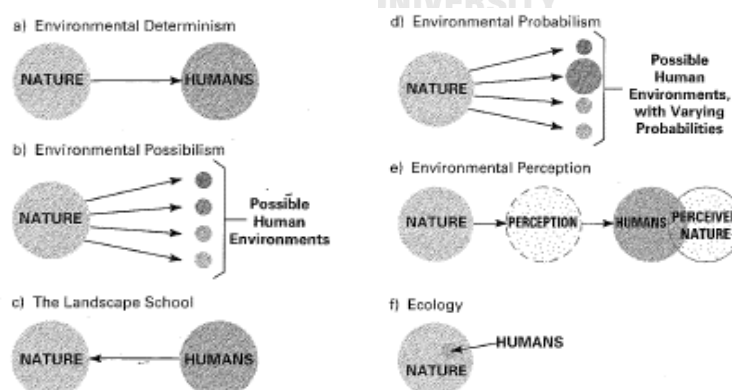 UNIVERSITY
a) Environmental Determinism
NATURE
HUMANS
b) Environmental Possibilism
NATURE
Possible
Human
Environments
c) The Landscape School
NATURE
HUMANS
d) Environmental Probabilism
NATURE
Possible
Human
Environments,
with Varying
Probabilities
e) Environmental Perception
NATURE
PERCEPTION
HUMANS
PERCEIVED
NATURE
f) Ecology
HUMANS
NATURE